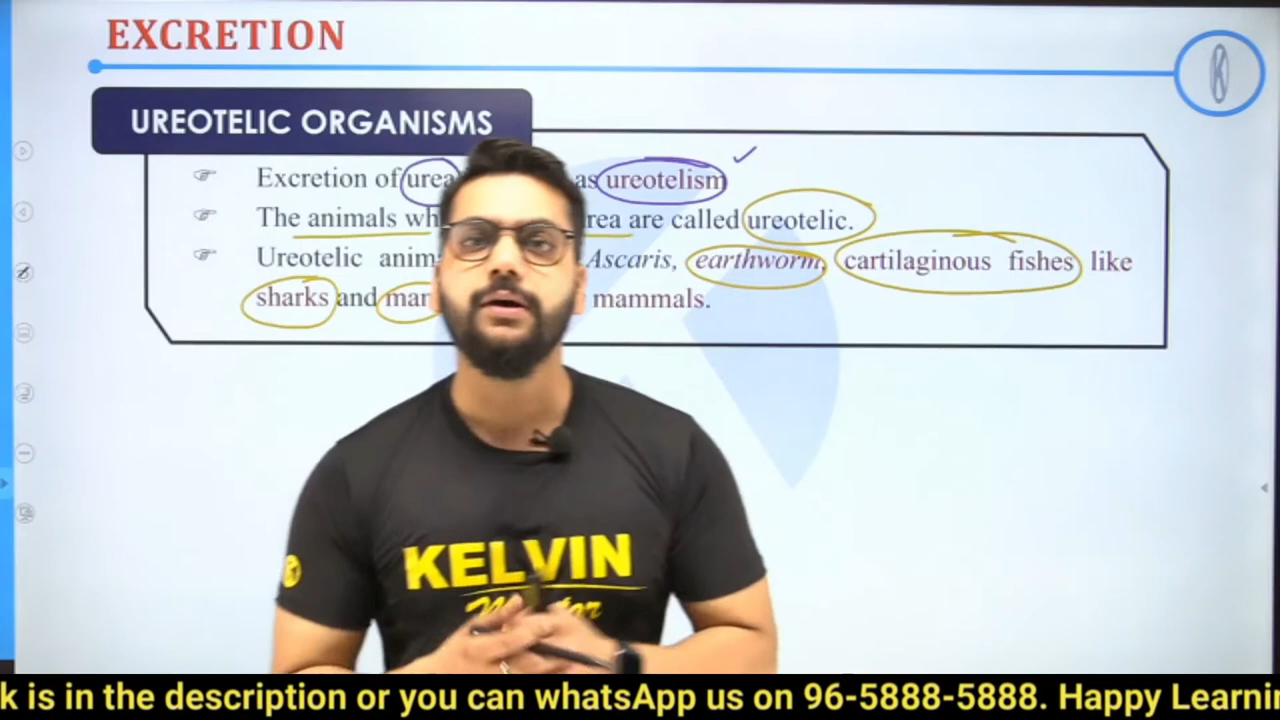 EXCRETION
K
UREOTELIC ORGANISMS
Excretion of urea as ureotelism
The animals wh rea are called ureotelic.
Ureotelic anim Ascaris, earthworm, cartilaginous fishes like
sharks and mar mammals.
KELVIN
k is in the description or you can whatsApp us on 96-5888-5888. Happy Learni